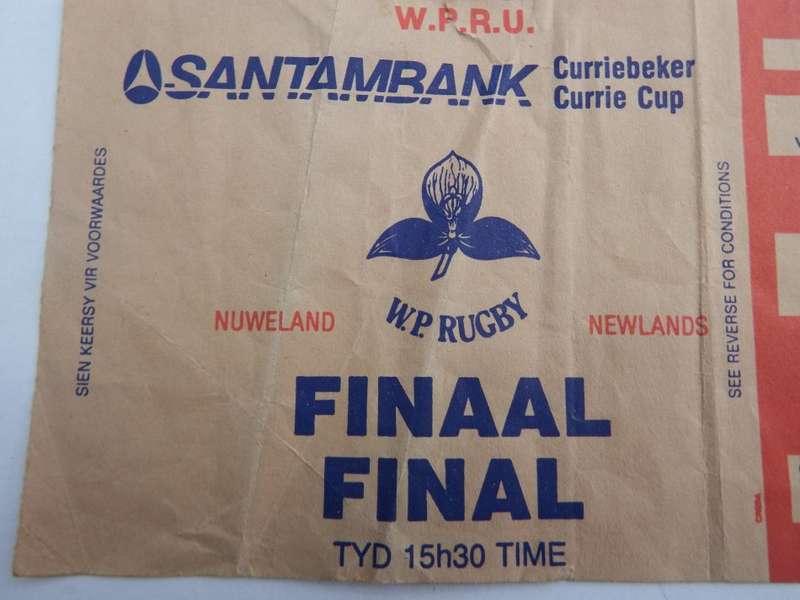 W.P.R.U.
SANTAMBANK
Curriebeker
Currie Cup
SIEN KEERSY VIR VOORWAARDES
W.P. RUGBY
NUWELAND
NEWLANDS
SEE REVERSE FOR CONDITIONS
FINAAL
FINAL
TYD 15h30 TIME